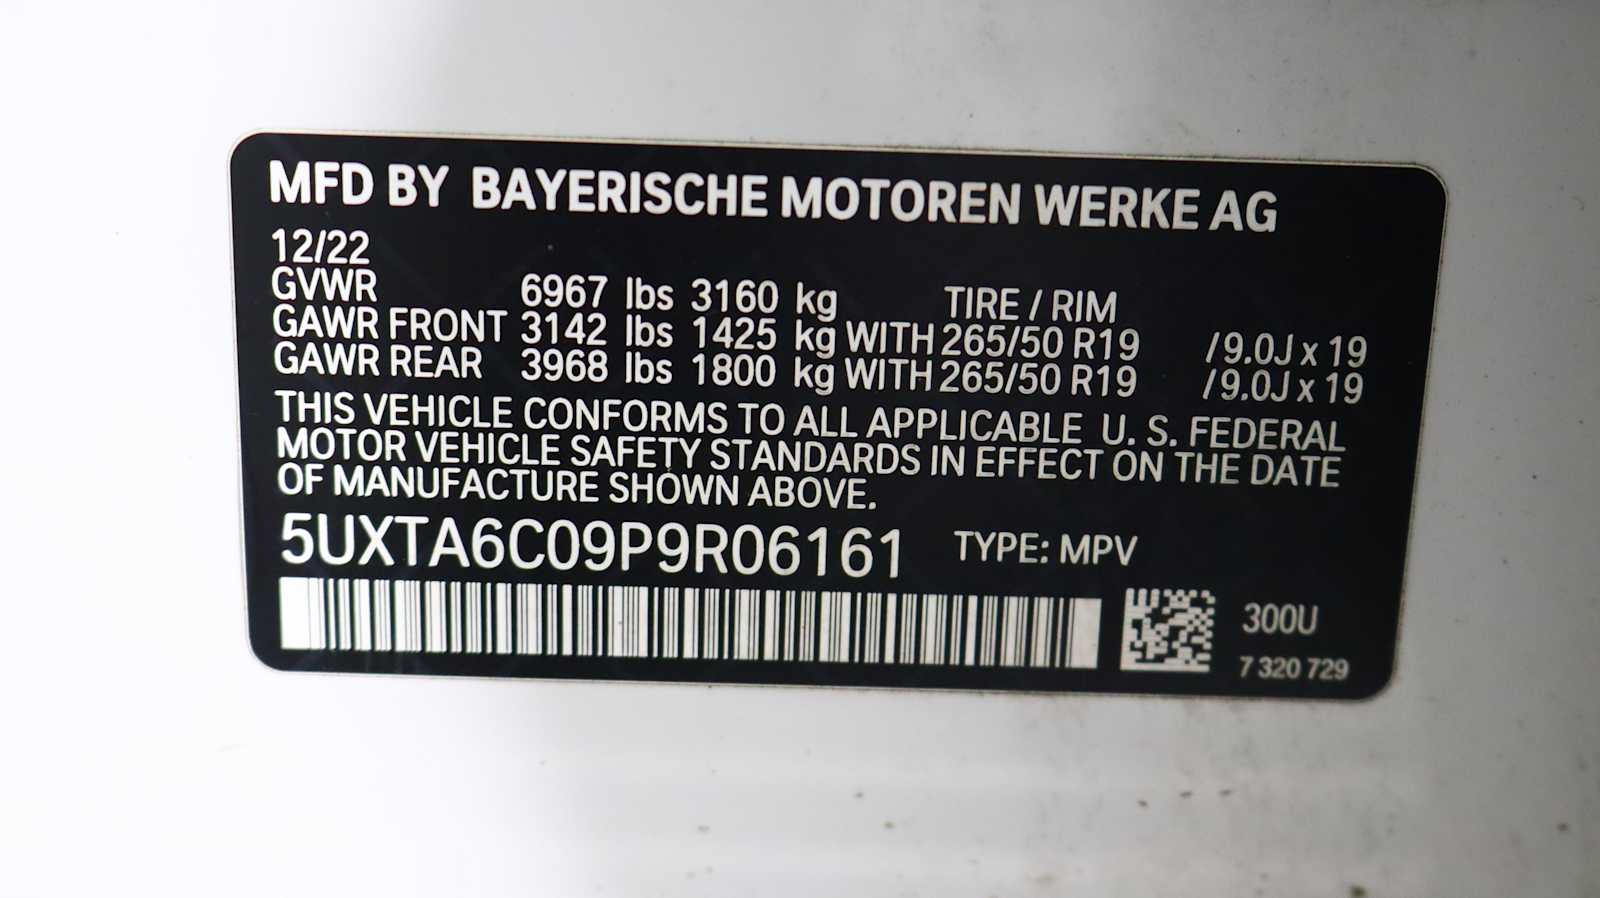 MFD BY BAYERISCHE MOTOREN WERKE AG
12/22
GVWR 6967 lbs 3160 kg TIRE / RIM
GAWR FRONT 3142 lbs 1425 kg WITH 265/50 R19 /9.0J x 19
GAWR REAR 3968 lbs 1800 kg WITH 265/50 R19 /9.0J x 19
THIS VEHICLE CONFORMS TO ALL APPLICABLE U. S. FEDERAL
MOTOR VEHICLE SAFETY STANDARDS IN EFFECT ON THE DATE
OF MANUFACTURE SHOWN ABOVE.
5UXTA6C09P9R06161 TYPE: MPV
300U
7 320 729